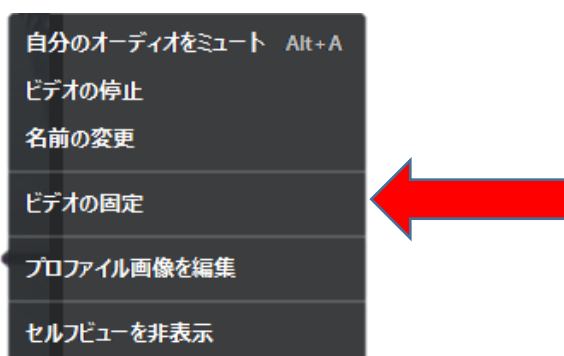 自分のオーディオをミュート Alt+A
ビデオの停止
名前の変更
ビデオの固定
プロファイル画像を編集
セルフビューを非表示